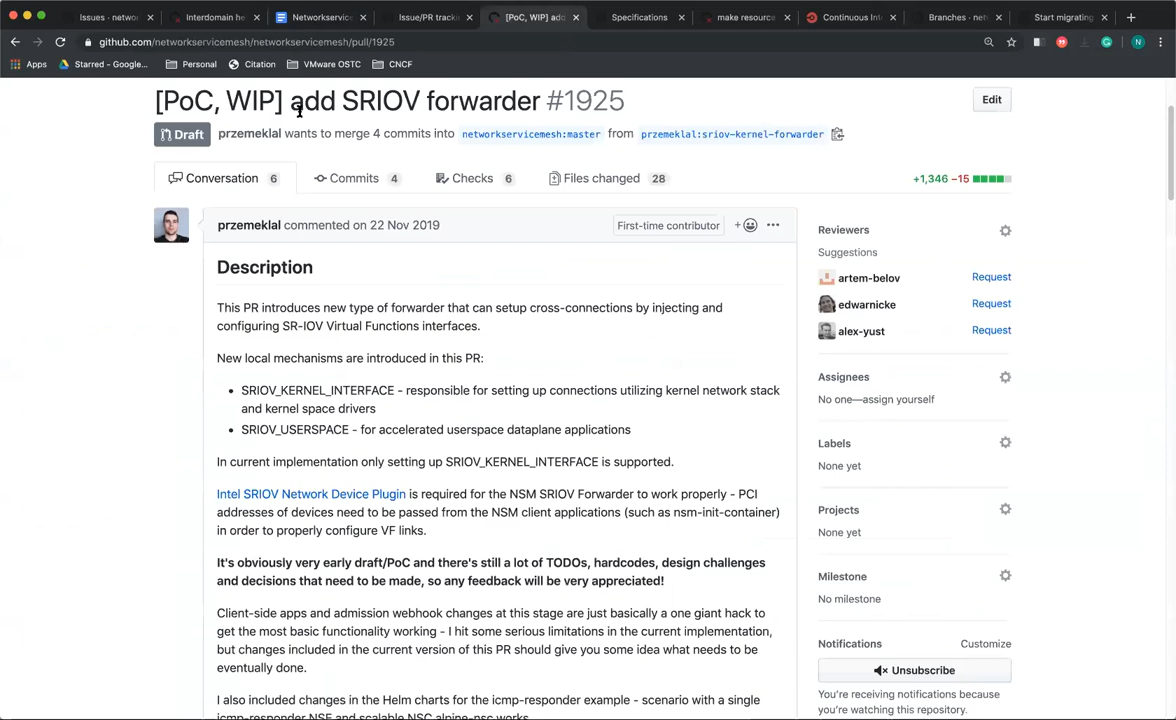 Issues · netwo
Interdomain he
Networkservice
Issue/PR tracki
[PoC, WIP] add
Specifications
make resource
Continuous Int
Branches · net
Start migrating
github.com/networkservicemesh/networkservicemesh/pull/1925
N
Apps
Starred - Google...
Personal
Citation
VMware OSTC
CNCF
[PoC, WIP] add SRIOV forwarder #1925
Edit
Draft
przemeklal wants to merge 4 commits into networkservicemesh:master from przemeklal:sriov-kernel-forwarder
Conversation 6
Commits 4
Checks 6
Files changed 28
+1,346 −15
przemeklal commented on 22 Nov 2019
First-time contributor
Description
This PR introduces new type of forwarder that can setup cross-connections by injecting and
configuring SR-IOV Virtual Functions interfaces.
New local mechanisms are introduced in this PR:
• SRIOV_KERNEL_INTERFACE - responsible for setting up connections utilizing kernel network stack
and kernel space drivers
• SRIOV_USERSPACE - for accelerated userspace dataplane applications
In current implementation only setting up SRIOV_KERNEL_INTERFACE is supported.
Intel SRIOV Network Device Plugin is required for the NSM SRIOV Forwarder to work properly - PCI
addresses of devices need to be passed from the NSM client applications (such as nsm-init-container)
in order to properly configure VF links.
It's obviously very early draft/PoC and there's still a lot of TODOs, hardcodes, design challenges
and decisions that need to be made, so any feedback will be very appreciated!
Client-side apps and admission webhook changes at this stage are just basically a one giant hack to
get the most basic functionality working - I hit some serious limitations in the current implementation,
but changes included in the current version of this PR should give you some idea what needs to be
eventually done.
I also included changes in the Helm charts for the icmp-responder example - scenario with a single
icmp-responder NSE and scalable NSC alpine-nsc works.
Reviewers
Suggestions
artem-belov Request
edwarnicke Request
alex-yust Request
Assignees
No one—assign yourself
Labels
None yet
Projects
None yet
Milestone
No milestone
Notifications
Customize
Unsubscribe
You're receiving notifications because
you're watching this repository.